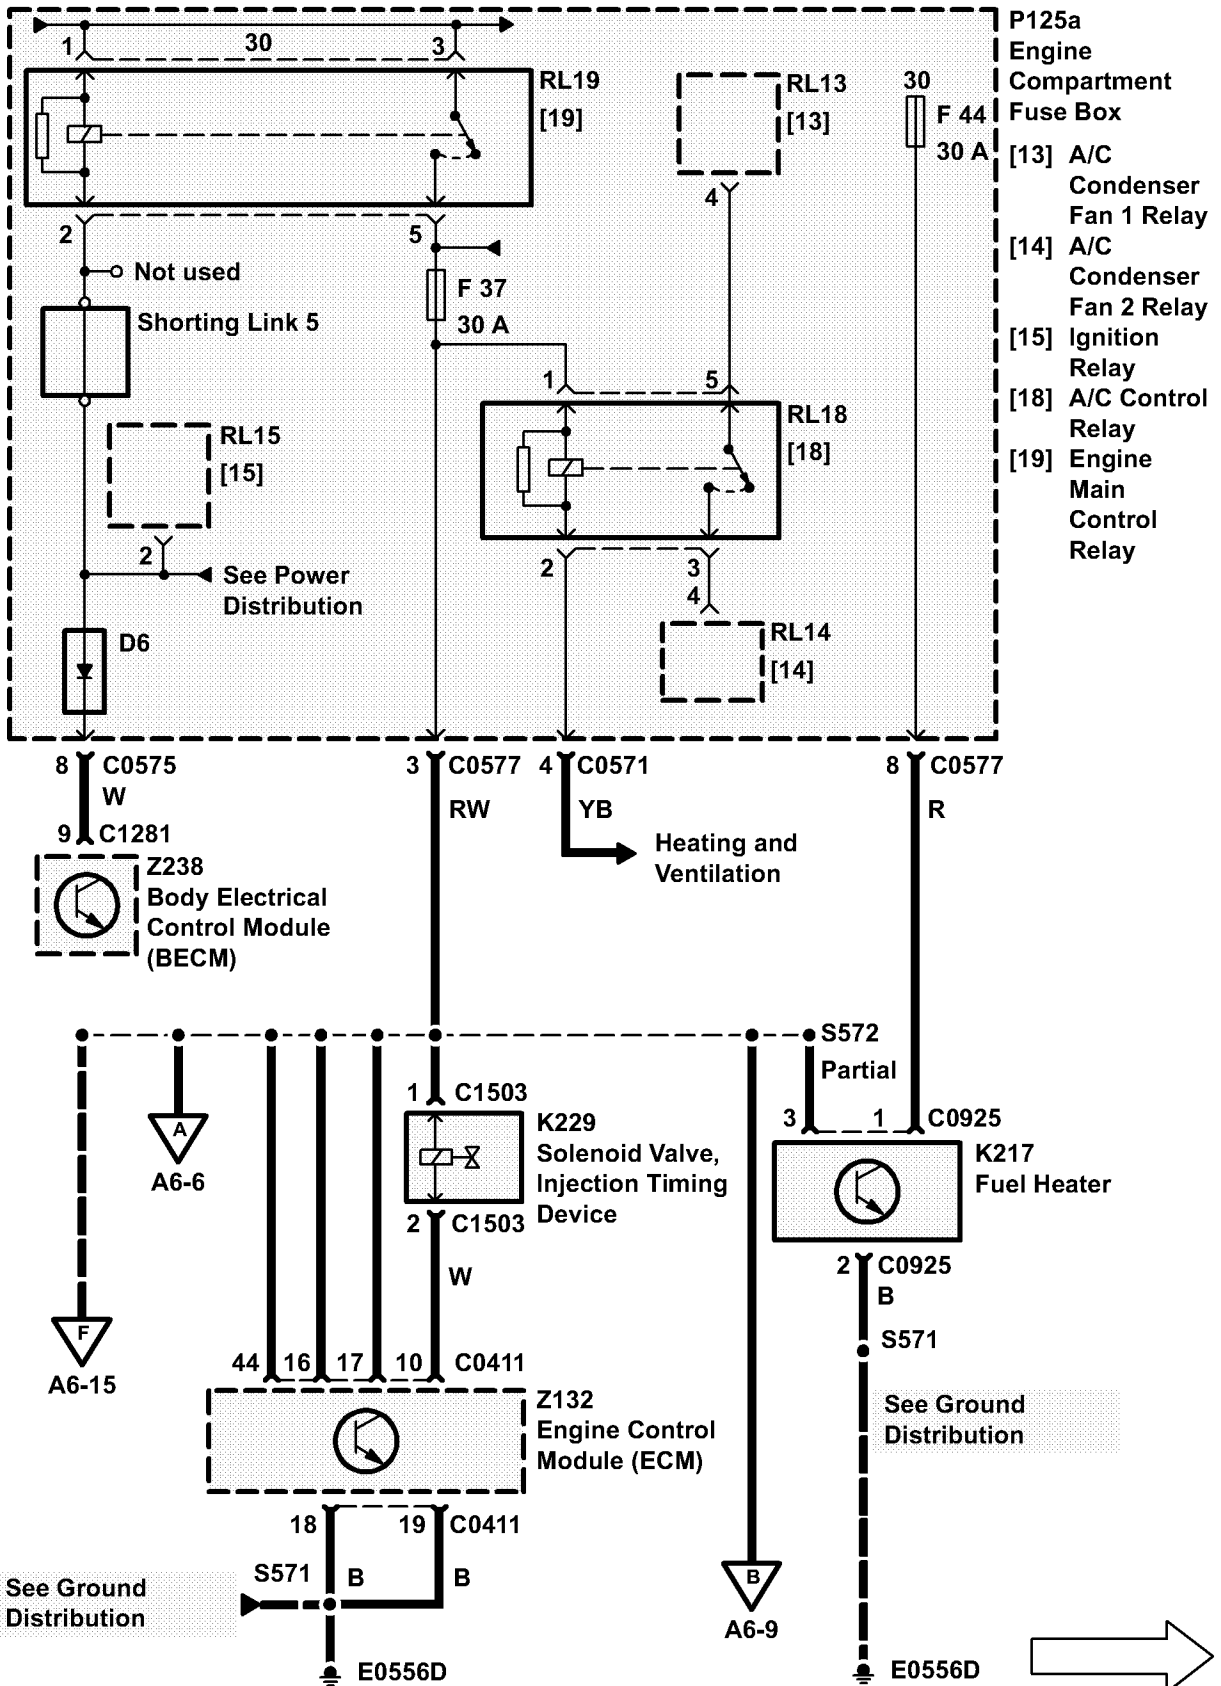 P125a
Engine
Compartment
Fuse Box
[13] A/C
Condenser
Fan 1 Relay
[14] A/C
Condenser
Fan 2 Relay
[15] Ignition
Relay
[18] A/C Control
Relay
[19] Engine
Main
Control
Relay
1 30 3
RL19
[19]
RL13
[13]
4
30
F 44
30 A
2 5
Not used
Shorting Link 5
F 37
30 A
1 5
RL18
[18]
RL15
[15]
2
See Power
Distribution
2 3
4
RL14
[14]
D6
8 C0575
W
9 C1281
3 C0577
RW
4 C0571
YB
8 C0577
R
Heating and
Ventilation
Z238
Body Electrical
Control Module
(BECM)
S572
Partial
A
A6-6
1 C1503
K229
Solenoid Valve,
Injection Timing
Device
2 C1503
W
3 1 C0925
K217
Fuel Heater
2 C0925
B
S571
F
A6-15
44 16 17 10 C0411
Z132
Engine Control
Module (ECM)
See Ground
Distribution
18 19 C0411
S571 B B
See Ground
Distribution
E0556D
B
A6-9
E0556D